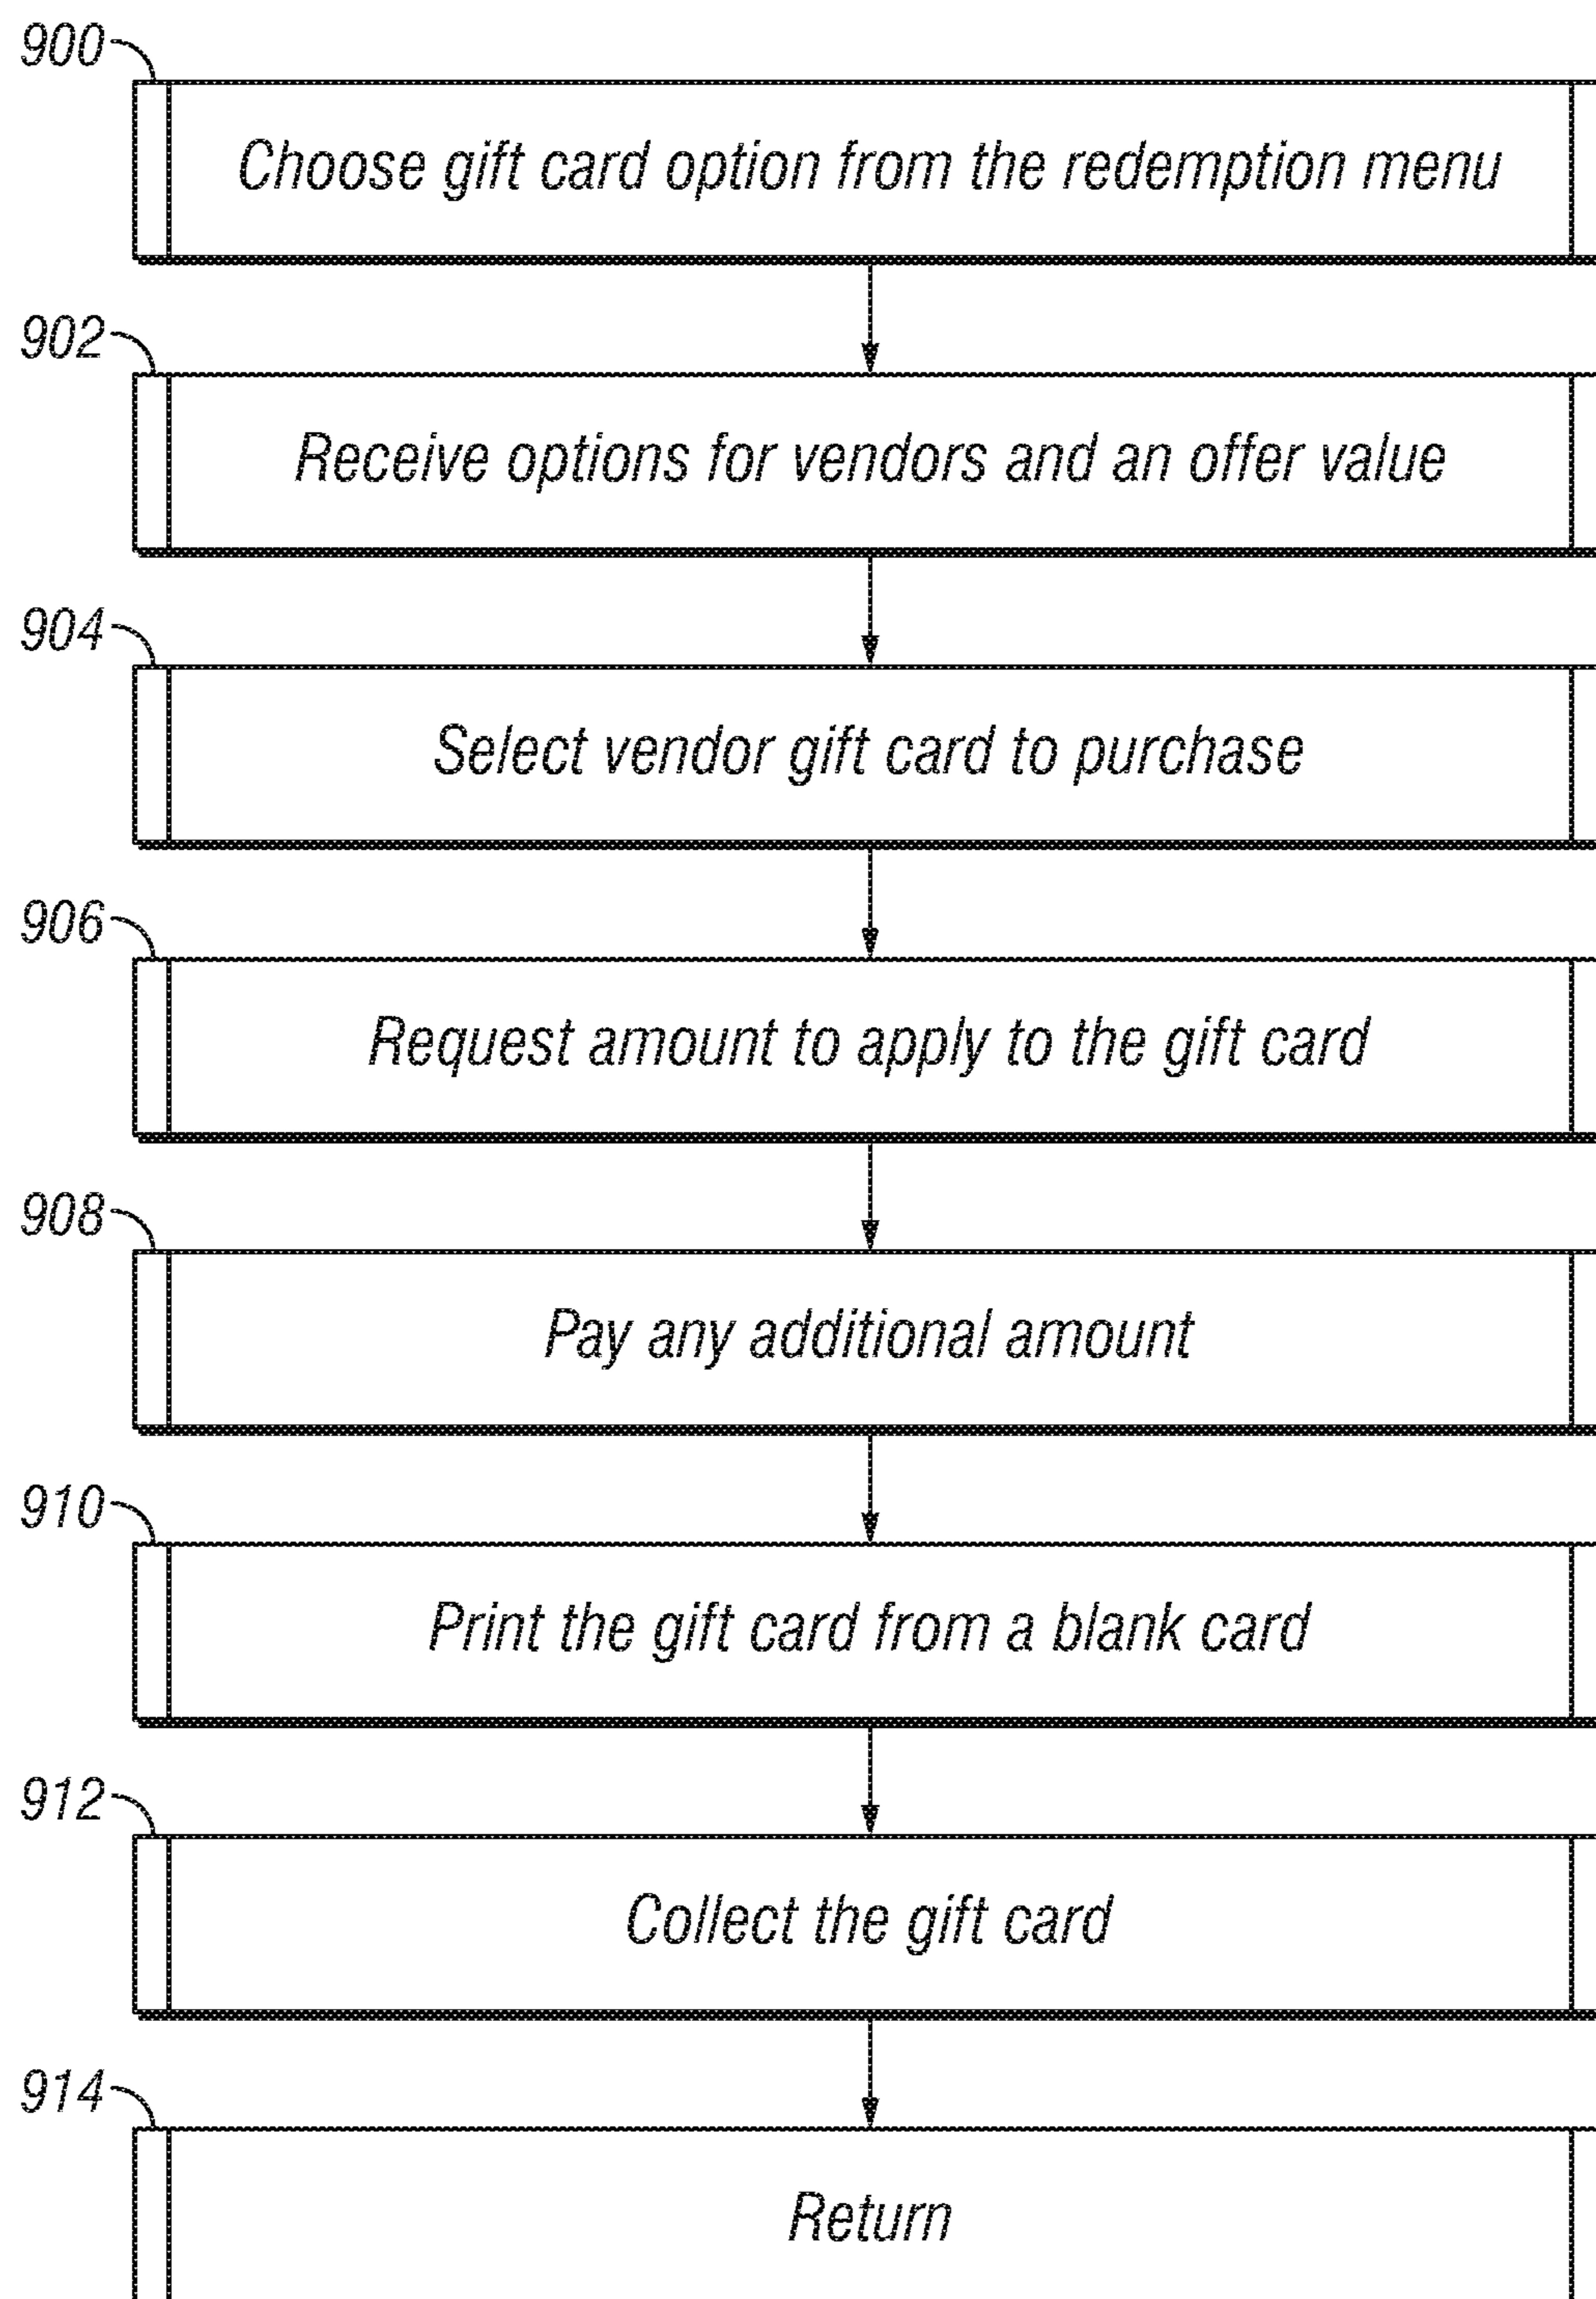 900
Choose gift card option from the redemption menu
902
Receive options for vendors and an offer value
904
Select vendor gift card to purchase
906
Request amount to apply to the gift card
908
Pay any additional amount
910
Print the gift card from a blank card
912
Collect the gift card
914
Return